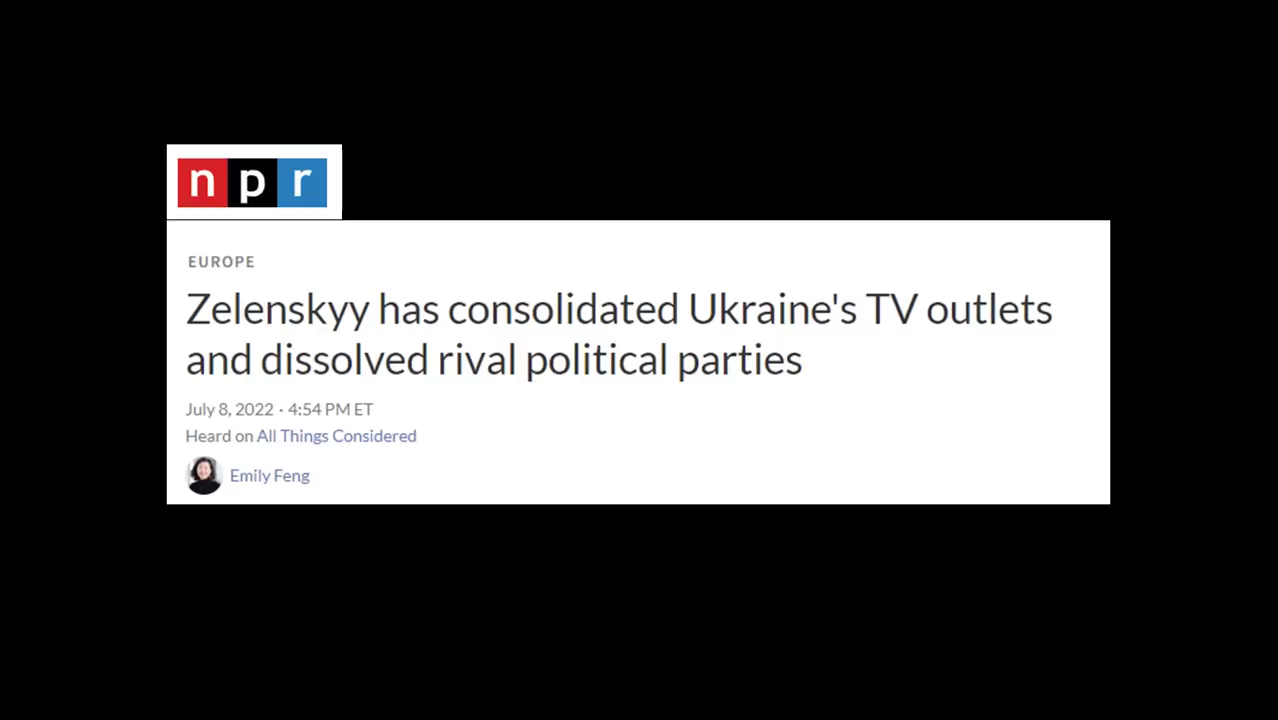 npr
EUROPE
Zelenskyy has consolidated Ukraine's TV outlets
and dissolved rival political parties
July 8, 2022 · 4:54 PM ET
Heard on All Things Considered
Emily Feng